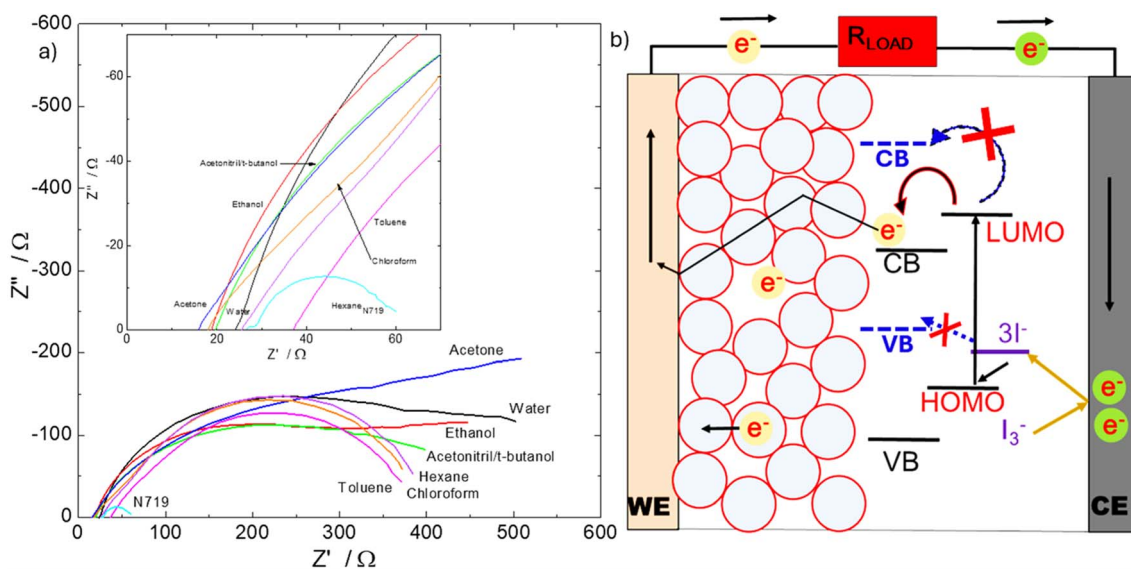 a)
-600
-500
-400
-300
-200
-100
0
Z'' / Ω
0
100
200
300
400
500
600
Z' / Ω
-60
-40
-20
0
Z'' / Ω
0
20
40
60
Z' / Ω
Acetonitril/t-butanol
Ethanol
Toluene
Chloroform
Acetone
Water
Hexane
N719
Acetone
Water
Ethanol
Acetonitril/t-butanol
Hexane
Chloroform
Toluene
N719
b)
e-
RLOAD
e-
CB
LUMO
e-
CB
e-
VB
3I-
HOMO
e-
e-
I3-
e-
VB
WE
CE